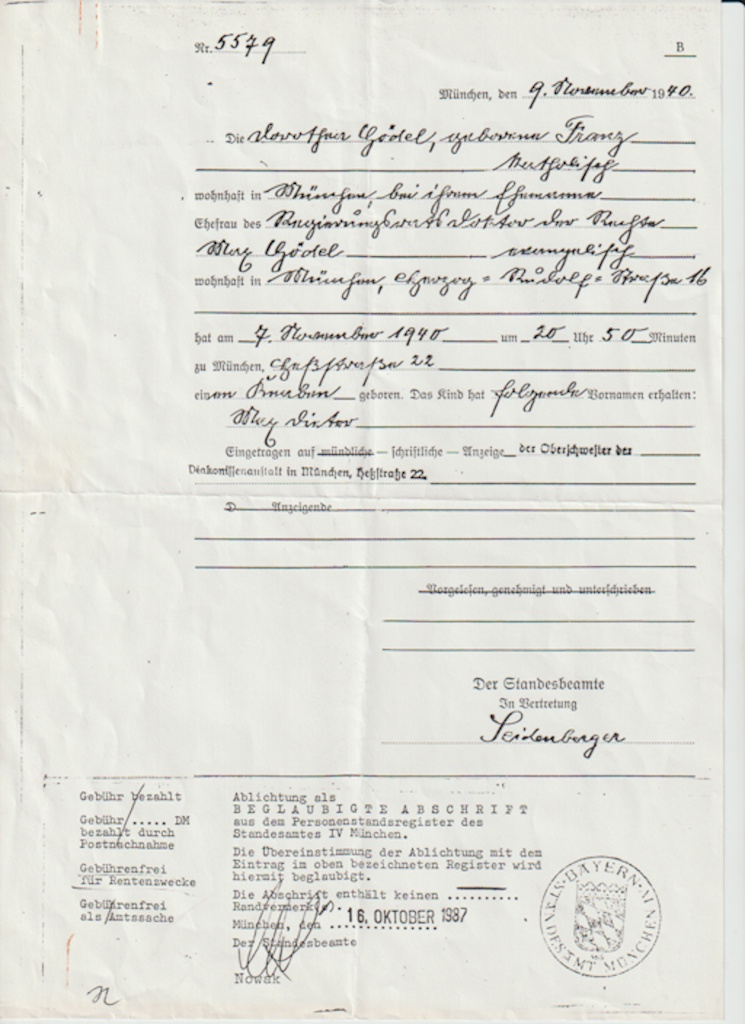 Nr. 5579
B
München, den 9. November 1940.
Die Dorothea Gödel, geborene Franz
katholisch
wohnhaft in München, bei ihrem Ehemanne
Ehefrau des Regierungsrats Doktor der Rechte
Max Gödel evangelisch
wohnhaft in München, Herzog=Rudolf=Straße 16
hat am 7. November 1940 um 20 Uhr 50 Minuten
zu München, Heßstraße 22
einen Knaben geboren. Das Kind hat folgende Vornamen erhalten:
Max Dieter
Eingetragen auf mündliche — schriftliche — Anzeige der Oberschwester der
Diakonissenanstalt in München, Heßstraße 22.
D Anzeigende
Vorgelesen, genehmigt und unterschrieben
Der Standesbeamte
In Vertretung
Seidenberger
Gebühr bezahlt
Gebühr ..... DM
bezahlt durch
Postnachnahme
Gebührenfrei
für Rentenzwecke
Gebührenfrei
als Amtssache
Ablichtung als
BEGLAUBIGTE ABSCHRIFT
aus dem Personenstandsregister des
Standesamtes IV München.
Die Übereinstimmung der Ablichtung mit dem
Eintrag im oben bezeichneten Register wird
hiermit beglaubigt.
Die Abschrift enthält keinen ..........
Randvermerk(e).
München, den 16. OKTOBER 1987
Der Standesbeamte
Nowak
BAYERN
STANDESAMT MÜNCHEN